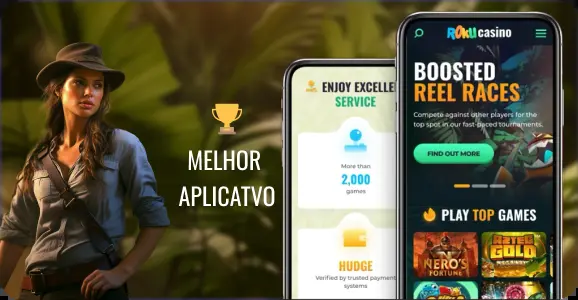 MELHOR
APLICATVO
ENJOY EXCELLE
SERVICE
More than
2,000
games
HUDGE
Verified by trusted payment
systems
ROKU casino
BOOSTED
REEL RACES
Compete against other players for the
top spot in our fast-paced tournaments.
FIND OUT MORE
PLAY TOP GAMES
NERO'S
FORTUNE
AZTEC
GOLD